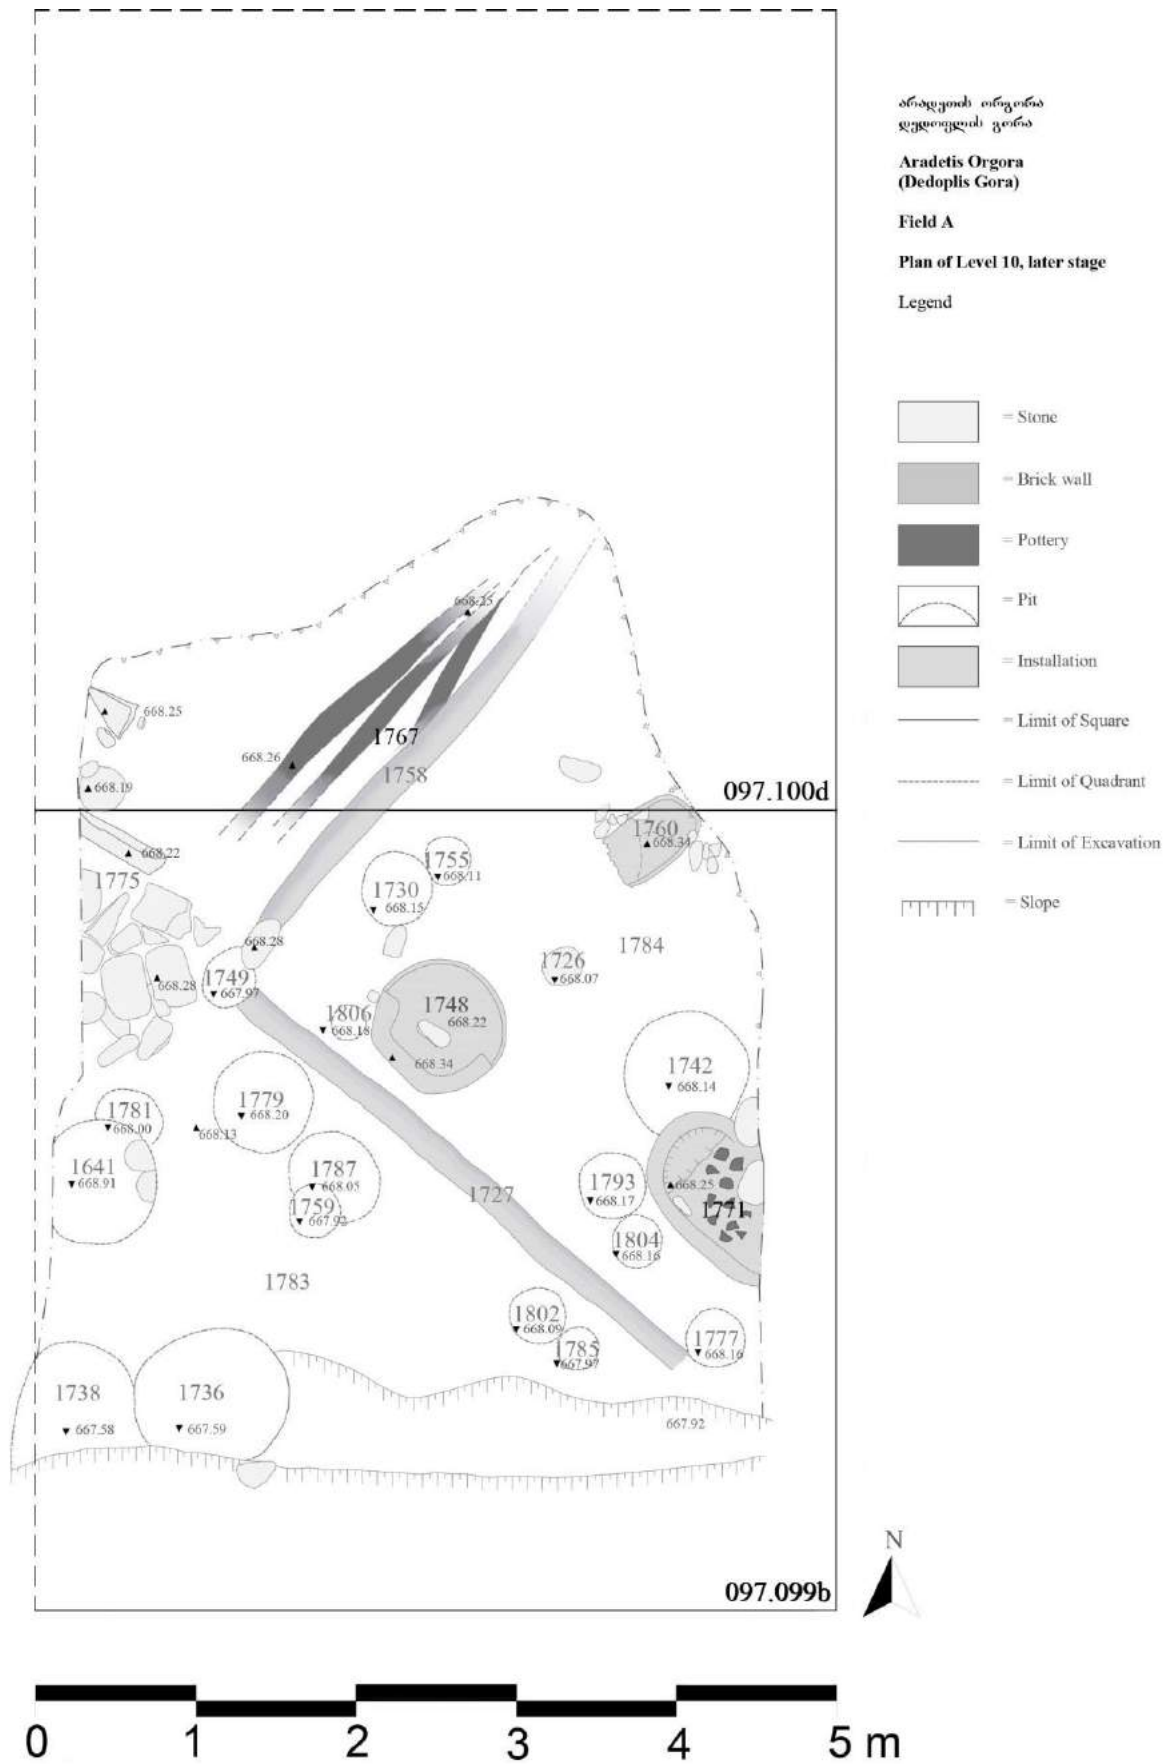 არადეთის ორგორა
დედოფლის გორა
Aradetis Orgora
(Dedoplis Gora)
Field A
Plan of Level 10, later stage
Legend
= Stone
= Brick wall
= Pottery
= Pit
= Installation
= Limit of Square
= Limit of Quadrant
= Limit of Excavation
= Slope
668.25
668.25
1767
668.26
1758
668.19
097.100d
1760
668.34
668.22
1775
1755
668.11
1730
668.15
668.28
1784
1726
668.07
1749
667.97
668.28
1806
668.18
1748
668.22
668.34
1742
668.14
1779
668.20
1781
668.00
668.13
1641
668.91
1787
668.05
1759
667.92
1727
1793
668.17
668.25
1771
1804
668.16
1783
1802
668.09
1785
667.97
1777
668.16
1738
667.58
1736
667.59
667.92
N
097.099b
0 1 2 3 4 5 m